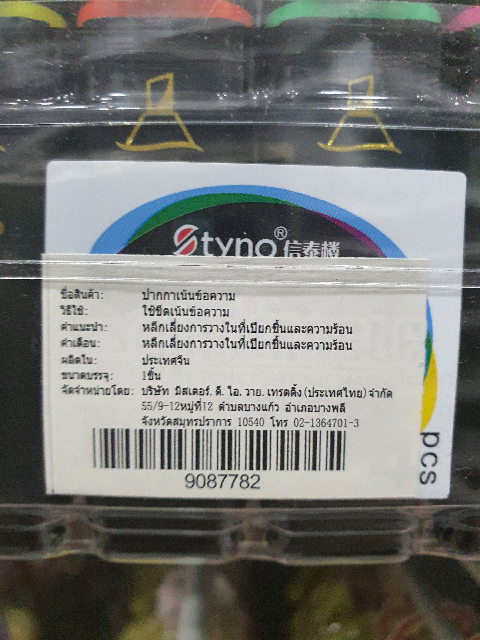 Styno® 信泰楼
ชื่อสินค้า: ปากกาเน้นข้อความ
วิธีใช้: ใช้ขีดเน้นข้อความ
คำแนะนำ: หลีกเลี่ยงการวางในที่เปียกชื้นและความร้อน
คำเตือน: หลีกเลี่ยงการวางในที่เปียกชื้นและความร้อน
ผลิตใน: ประเทศจีน
ขนาดบรรจุ: 1ชิ้น
จัดจำหน่ายโดย: บริษัท มิสเตอร์. ดี. ไอ. วาย. เทรดดิ้ง(ประเทศไทย)จำกัด
55/9-12หมู่ที่12 ตำบลบางแก้ว อำเภอบางพลี
จังหวัดสมุทรปราการ 10540 โทร 02-1364701-3
9087782
pcs